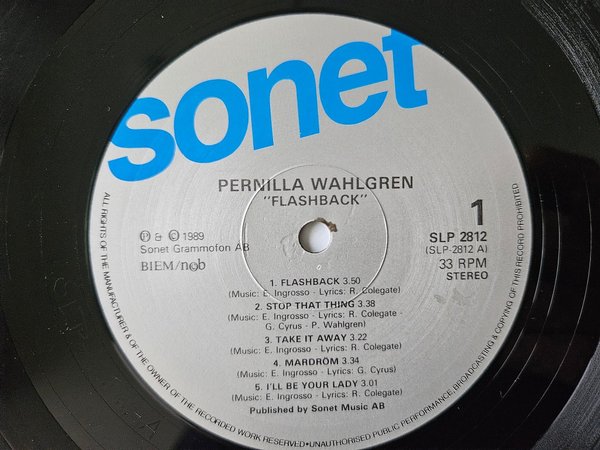 sonet
PERNILLA WAHLGREN
"FLASHBACK"
1
Ⓟ & © 1989
Sonet Grammofon AB
BIEM/ncb
SLP 2812
(SLP-2812 A)
33 RPM
STEREO
1. FLASHBACK 3.50
(Music: E. Ingrosso - Lyrics: R. Colegate)
2. STOP THAT THING 3.38
(Music: E. Ingrosso - Lyrics: R. Colegate -
G. Cyrus - P. Wahlgren)
3. TAKE IT AWAY 3.22
(Music: E. Ingrosso - Lyrics: R. Colegate)
4. MARDRÖM 3.34
(Music: E. Ingrosso - Lyrics: G. Cyrus)
5. I'LL BE YOUR LADY 3.01
(Music: E. Ingrosso - Lyrics: R. Colegate)
Published by Sonet Music AB
ALL RIGHTS OF THE MANUFACTURER & OF THE OWNER OF THE RECORDED WORK RESERVED•UNAUTHORISED PUBLIC PERFORMANCE, BROADCASTING & COPYING OF THIS RECORD PROHIBITED